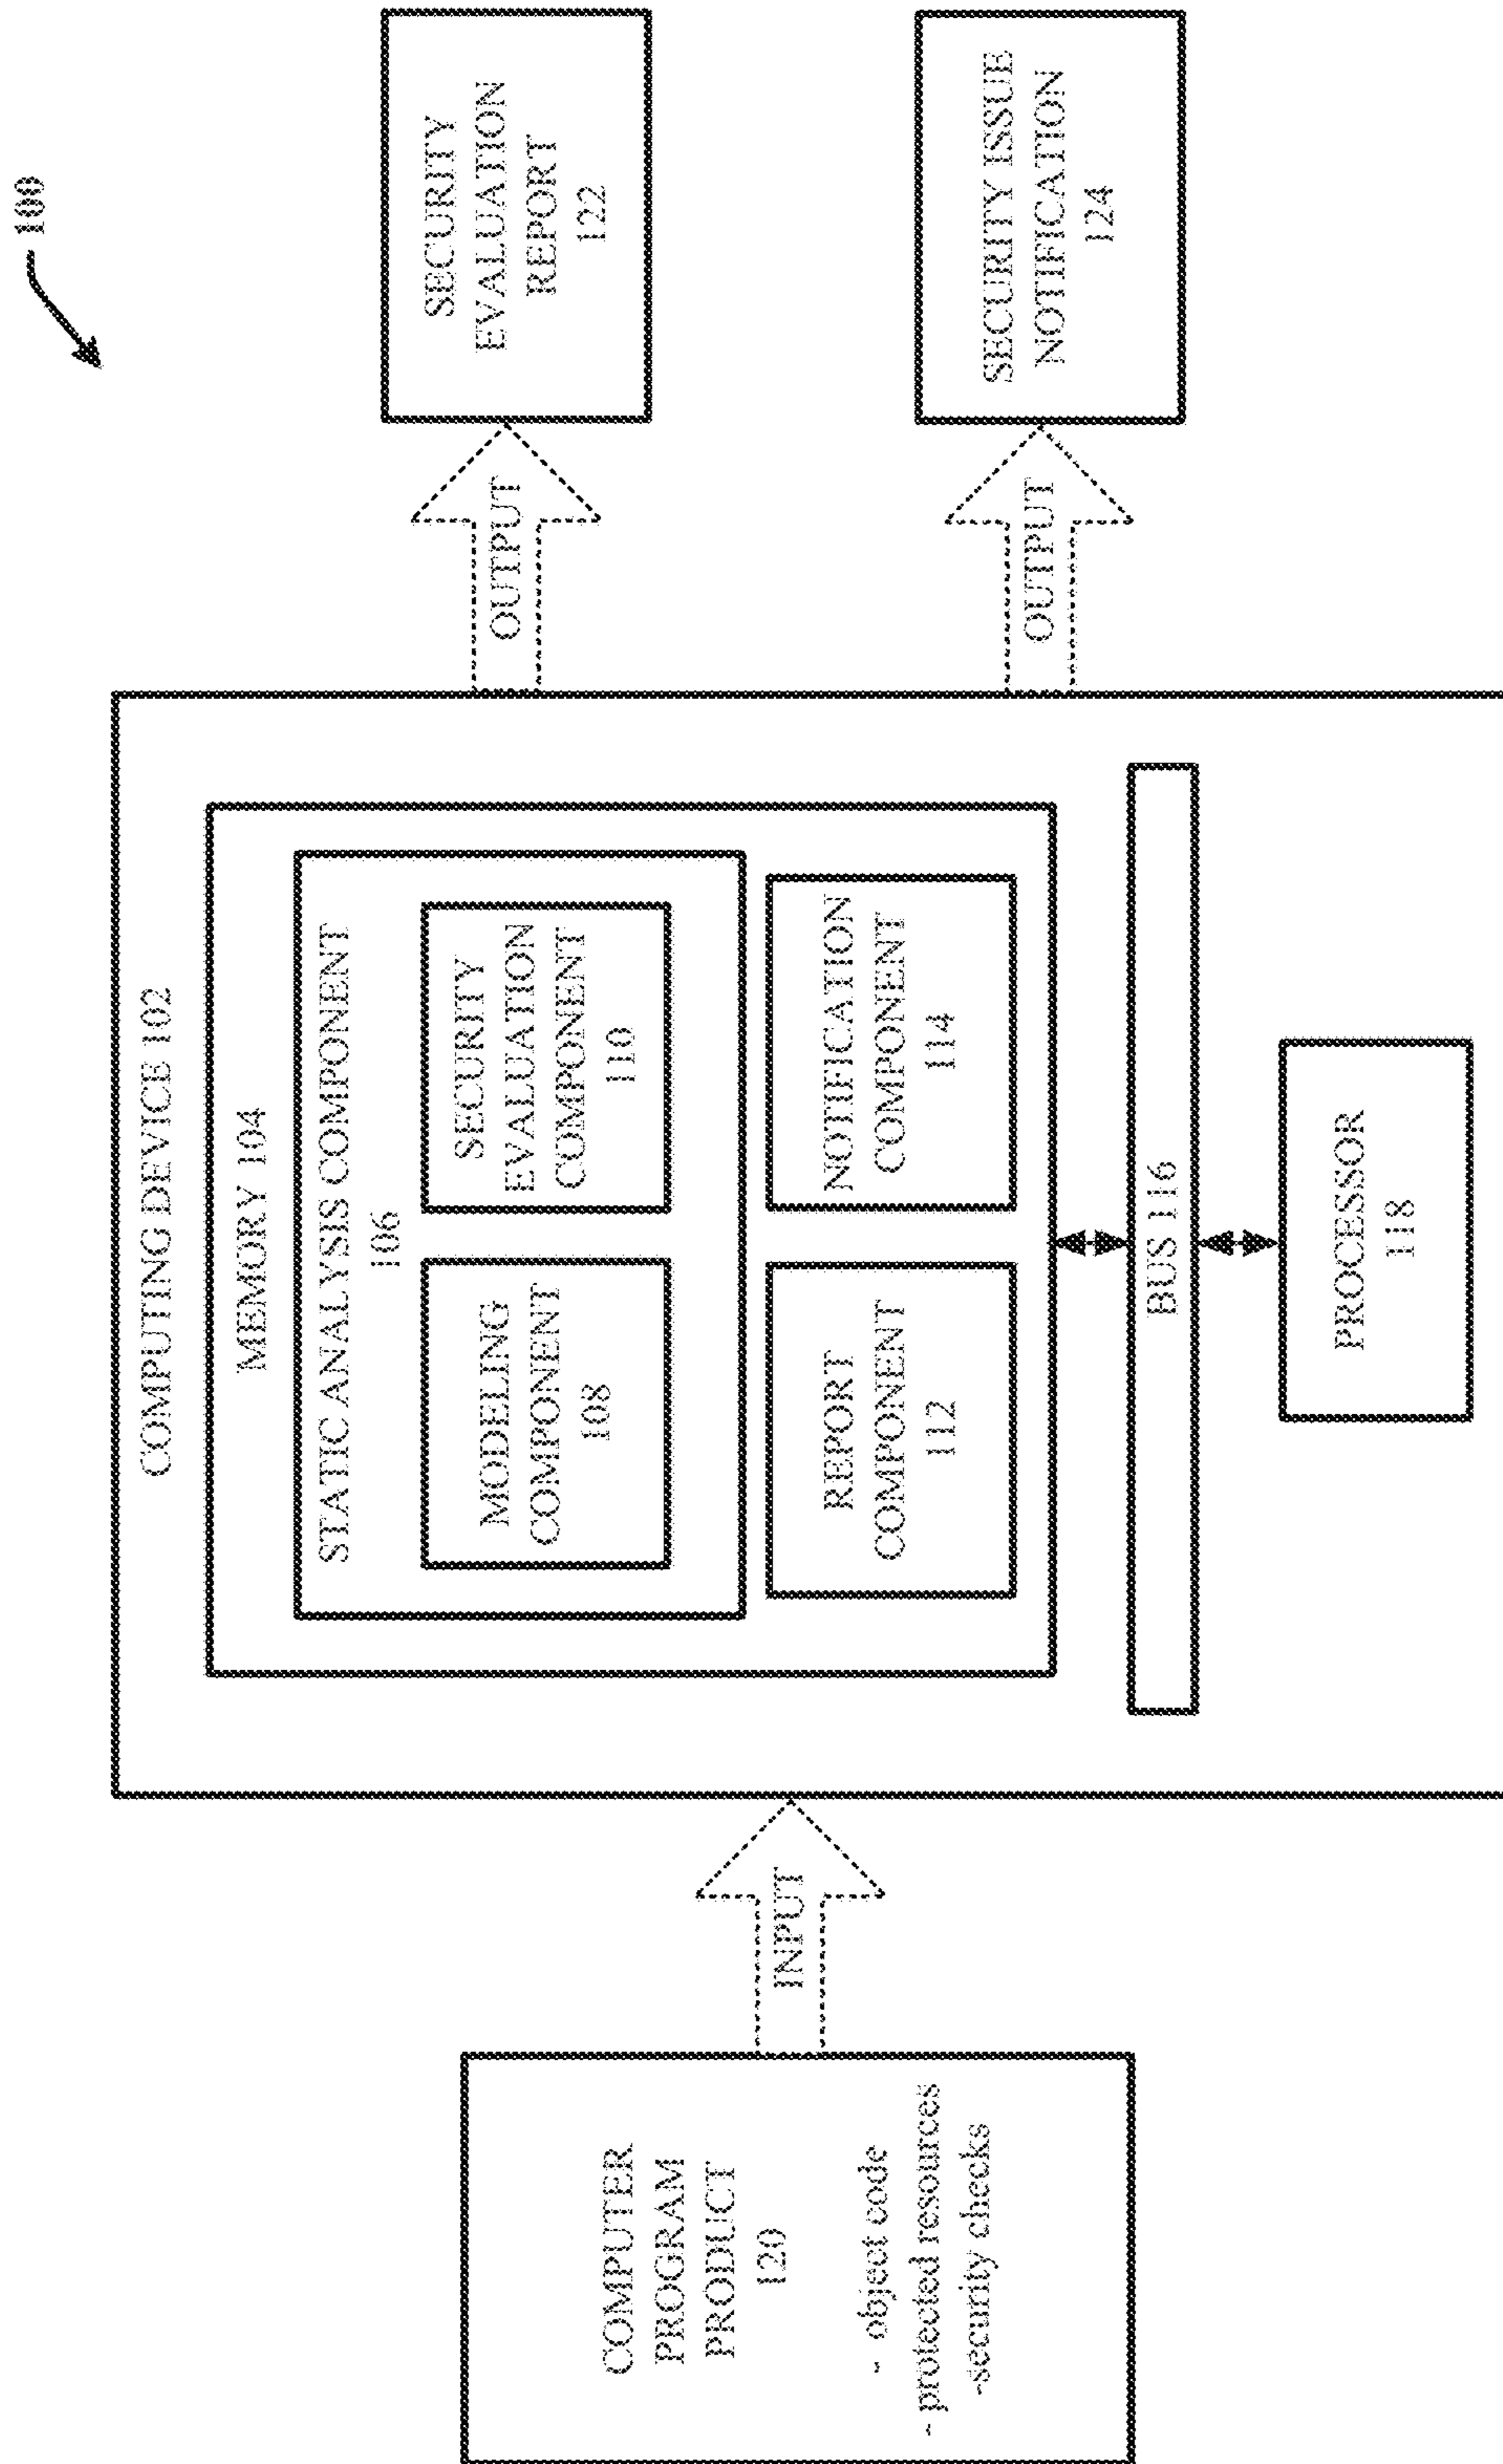 100
COMPUTER
PROGRAM
PRODUCT
120
- object code
- protected resources
-security checks
INPUT
COMPUTING DEVICE 102
MEMORY 104
STATIC ANALYSIS COMPONENT
106
MODELING
COMPONENT
108
SECURITY
EVALUATION
COMPONENT
110
REPORT
COMPONENT
112
NOTIFICATION
COMPONENT
114
BUS 116
PROCESSOR
118
OUTPUT
SECURITY
EVALUATION
REPORT
122
OUTPUT
SECURITY ISSUE
NOTIFICATION
124